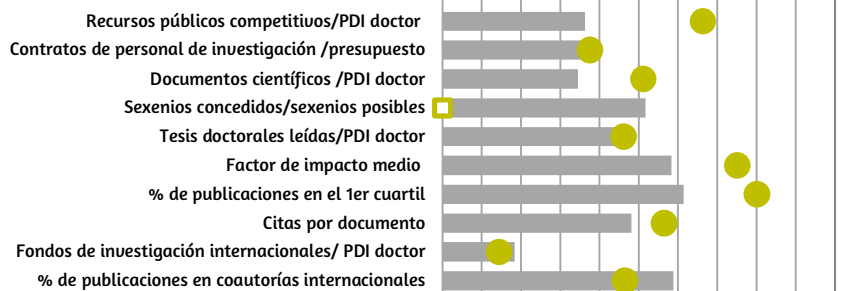 Recursos públicos competitivos/PDI doctor
Contratos de personal de investigación /presupuesto
Documentos científicos /PDI doctor
Sexenios concedidos/sexenios posibles
Tesis doctorales leídas/PDI doctor
Factor de impacto medio
% de publicaciones en el 1er cuartil
Citas por documento
Fondos de investigación internacionales/ PDI doctor
% de publicaciones en coautorías internacionales